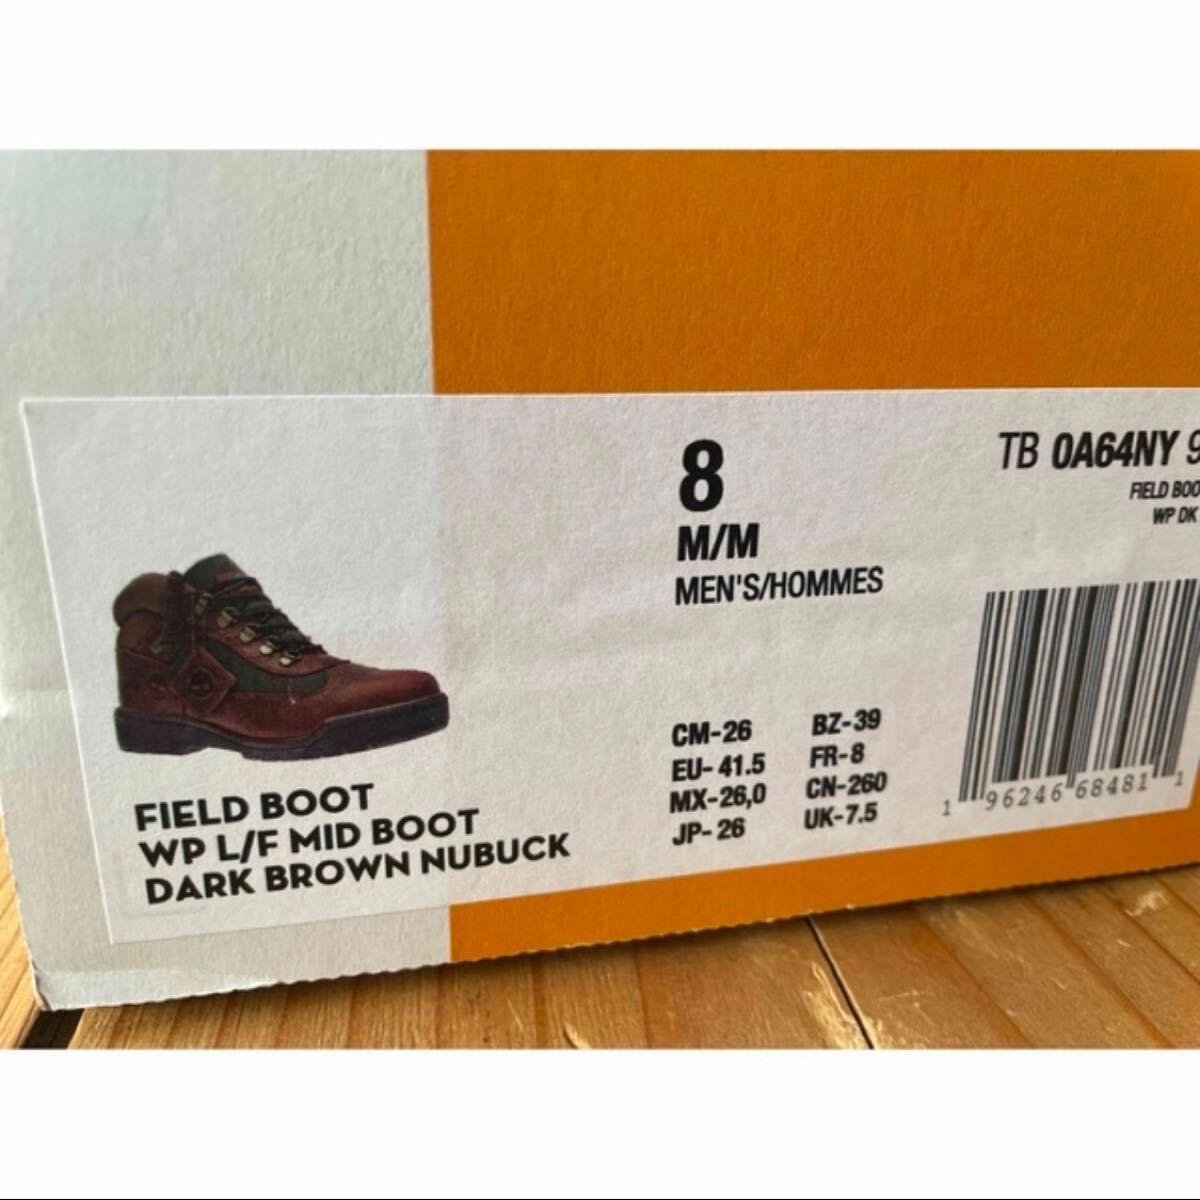 8
M/M
MEN'S/HOMMES
TB 0A64NY 9
FIELD BOO
WP DK
CM-26 BZ-39
EU- 41.5 FR-8
MX-26,0 CN-260
JP- 26 UK-7.5
1 96246 68481 1
FIELD BOOT
WP L/F MID BOOT
DARK BROWN NUBUCK